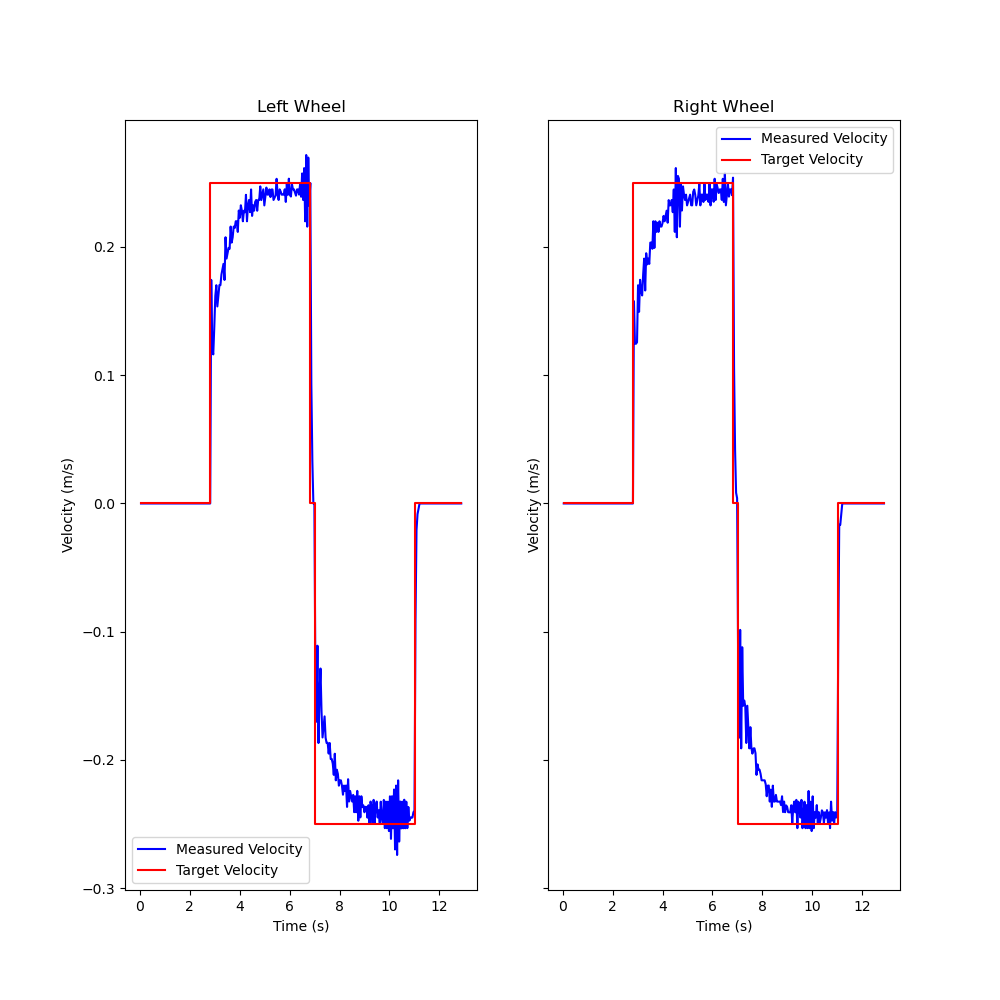 Left Wheel
Right Wheel
Measured Velocity
Target Velocity
Velocity (m/s)
0.2
0.1
0.0
−0.1
−0.2
−0.3
Measured Velocity
Target Velocity
0 2 4 6 8 10 12
Time (s)
Velocity (m/s)
0 2 4 6 8 10 12
Time (s)